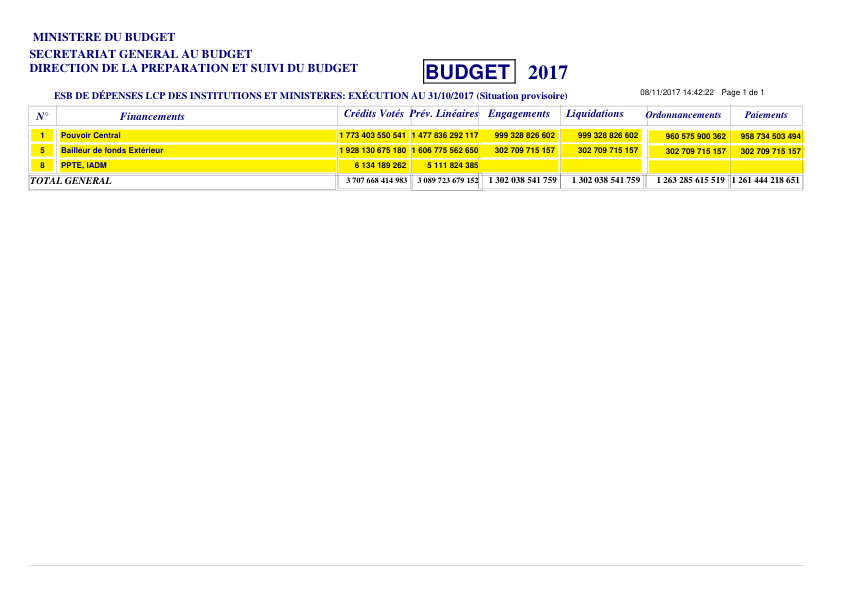 MINISTERE DU BUDGET
SECRETARIAT GENERAL AU BUDGET
DIRECTION DE LA PREPARATION ET SUIVI DU BUDGET
BUDGET 2017
ESB DE DÉPENSES LCP DES INSTITUTIONS ET MINISTERES: EXÉCUTION AU 31/10/2017 (Situation provisoire)
08/11/2017 14:42:22 Page 1 de 1
N° Financements Crédits Votés Prév. Linéaires Engagements Liquidations Ordonnancements Paiements
1 Pouvoir Central 1 773 403 550 541 1 477 836 292 117 999 328 826 602 999 328 826 602 960 575 900 362 958 734 503 494
5 Bailleur de fonds Extérieur 1 928 130 675 180 1 606 775 562 650 302 709 715 157 302 709 715 157 302 709 715 157 302 709 715 157
8 PPTE, IADM 6 134 189 262 5 111 824 385
TOTAL GENERAL 3 707 668 414 983 3 089 723 679 152 1 302 038 541 759 1 302 038 541 759 1 263 285 615 519 1 261 444 218 651